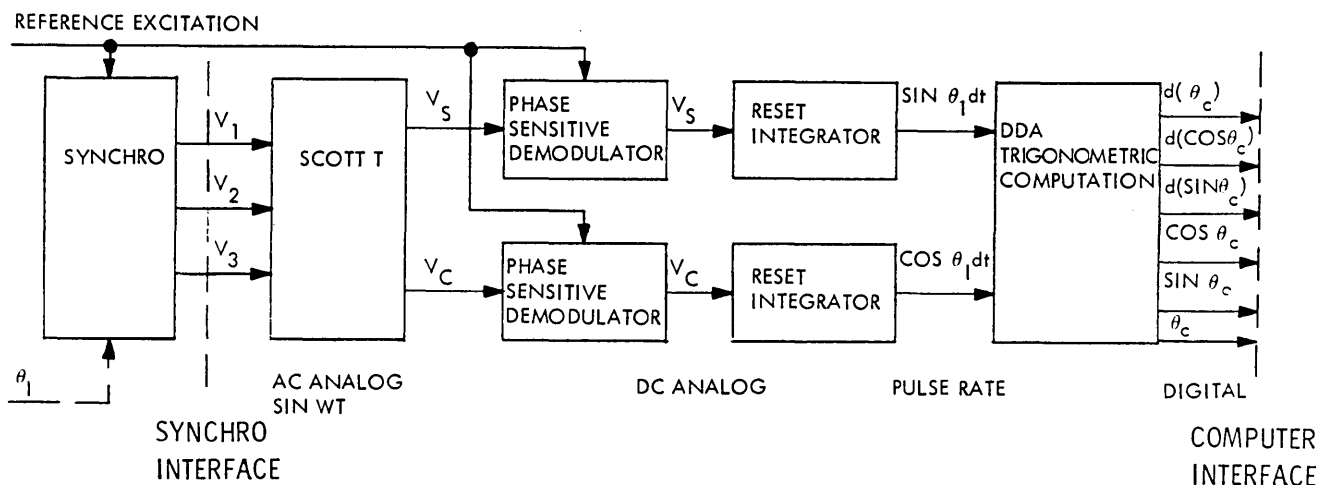 REFERENCE EXCITATION
SYNCHRO
V1
V2
V3
θ1
SCOTT T
VS
VC
PHASE
SENSITIVE
DEMODULATOR
VS
PHASE
SENSITIVE
DEMODULATOR
VC
RESET
INTEGRATOR
RESET
INTEGRATOR
SIN θ1dt
COS θ1dt
DDA
TRIGONOMETRIC
COMPUTATION
d(θc)
d(COSθc)
d(SINθc)
COS θc
SIN θc
θc
AC ANALOG
SIN WT
DC ANALOG
PULSE RATE
DIGITAL
SYNCHRO
INTERFACE
COMPUTER
INTERFACE